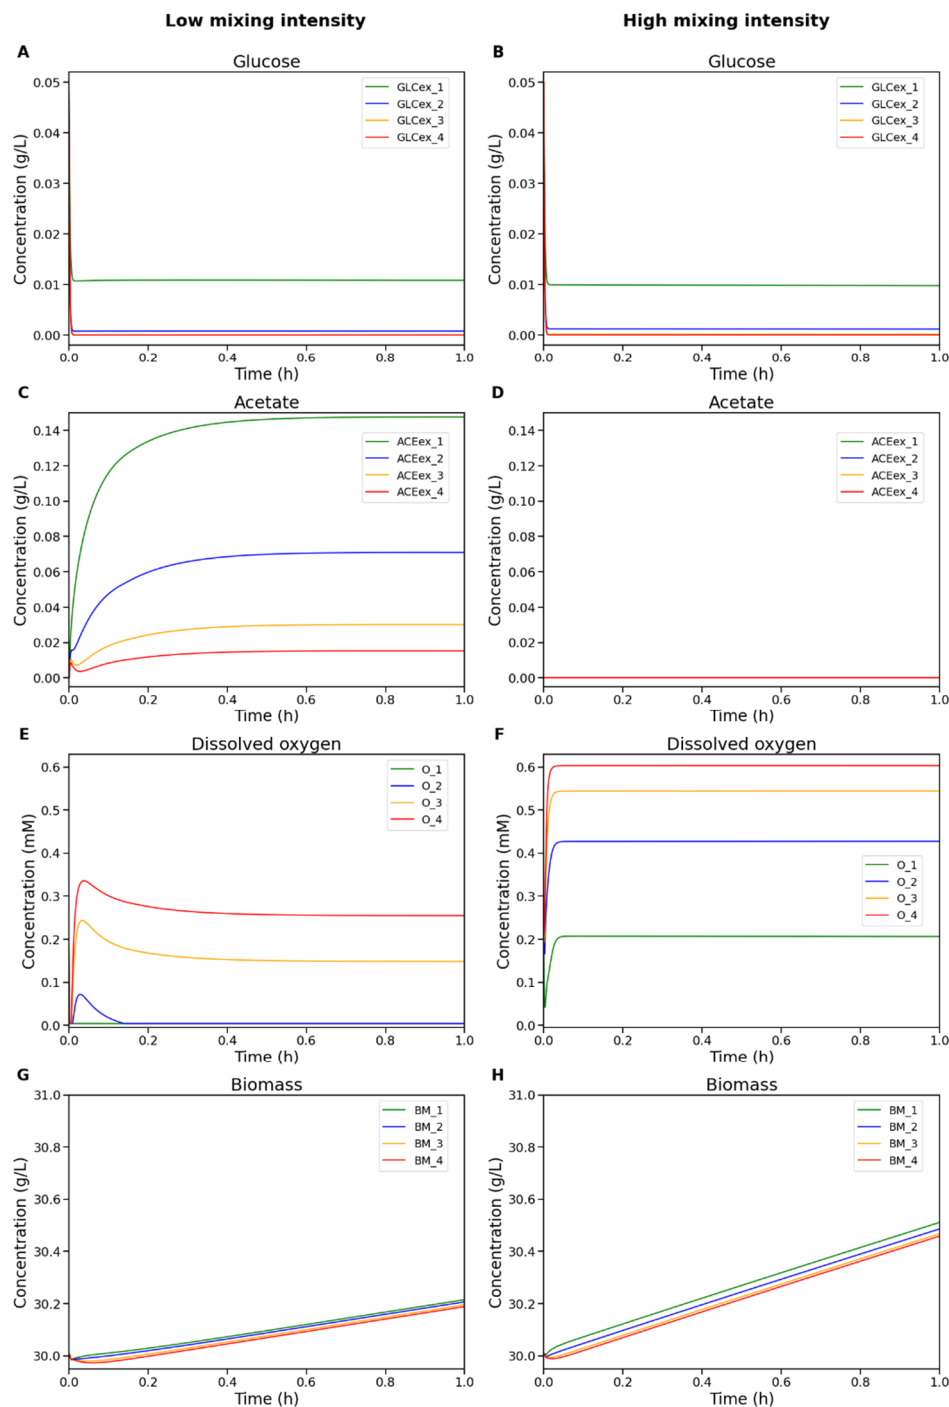 Low mixing intensity
High mixing intensity
A
Glucose
Concentration (g/L)
0.05
0.04
0.03
0.02
0.01
0.00
GLCex_1
GLCex_2
GLCex_3
GLCex_4
0.0 0.2 0.4 0.6 0.8 1.0
Time (h)
B
Glucose
Concentration (g/L)
0.05
0.04
0.03
0.02
0.01
0.00
GLCex_1
GLCex_2
GLCex_3
GLCex_4
0.0 0.2 0.4 0.6 0.8 1.0
Time (h)
C
Acetate
Concentration (g/L)
0.14
0.12
0.10
0.08
0.06
0.04
0.02
0.00
ACEex_1
ACEex_2
ACEex_3
ACEex_4
0.0 0.2 0.4 0.6 0.8 1.0
Time (h)
D
Acetate
Concentration (g/L)
0.14
0.12
0.10
0.08
0.06
0.04
0.02
0.00
ACEex_1
ACEex_2
ACEex_3
ACEex_4
0.0 0.2 0.4 0.6 0.8 1.0
Time (h)
E
Dissolved oxygen
Concentration (mM)
0.6
0.5
0.4
0.3
0.2
0.1
0.0
O_1
O_2
O_3
O_4
0.0 0.2 0.4 0.6 0.8 1.0
Time (h)
F
Dissolved oxygen
Concentration (mM)
0.6
0.5
0.4
0.3
0.2
0.1
0.0
O_1
O_2
O_3
O_4
0.0 0.2 0.4 0.6 0.8 1.0
Time (h)
G
Biomass
Concentration (g/L)
31.0
30.8
30.6
30.4
30.2
30.0
BM_1
BM_2
BM_3
BM_4
0.0 0.2 0.4 0.6 0.8 1.0
Time (h)
H
Biomass
Concentration (g/L)
31.0
30.8
30.6
30.4
30.2
30.0
BM_1
BM_2
BM_3
BM_4
0.0 0.2 0.4 0.6 0.8 1.0
Time (h)